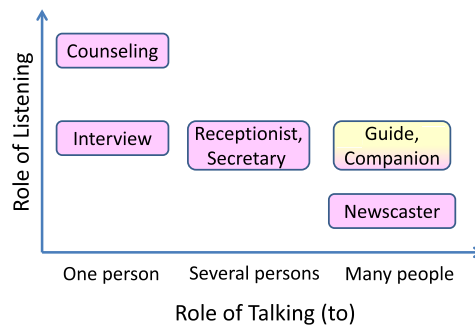 Role of Listening
Counseling
Interview
Receptionist,
Secretary
Guide,
Companion
Newscaster
One person
Several persons
Many people
Role of Talking (to)